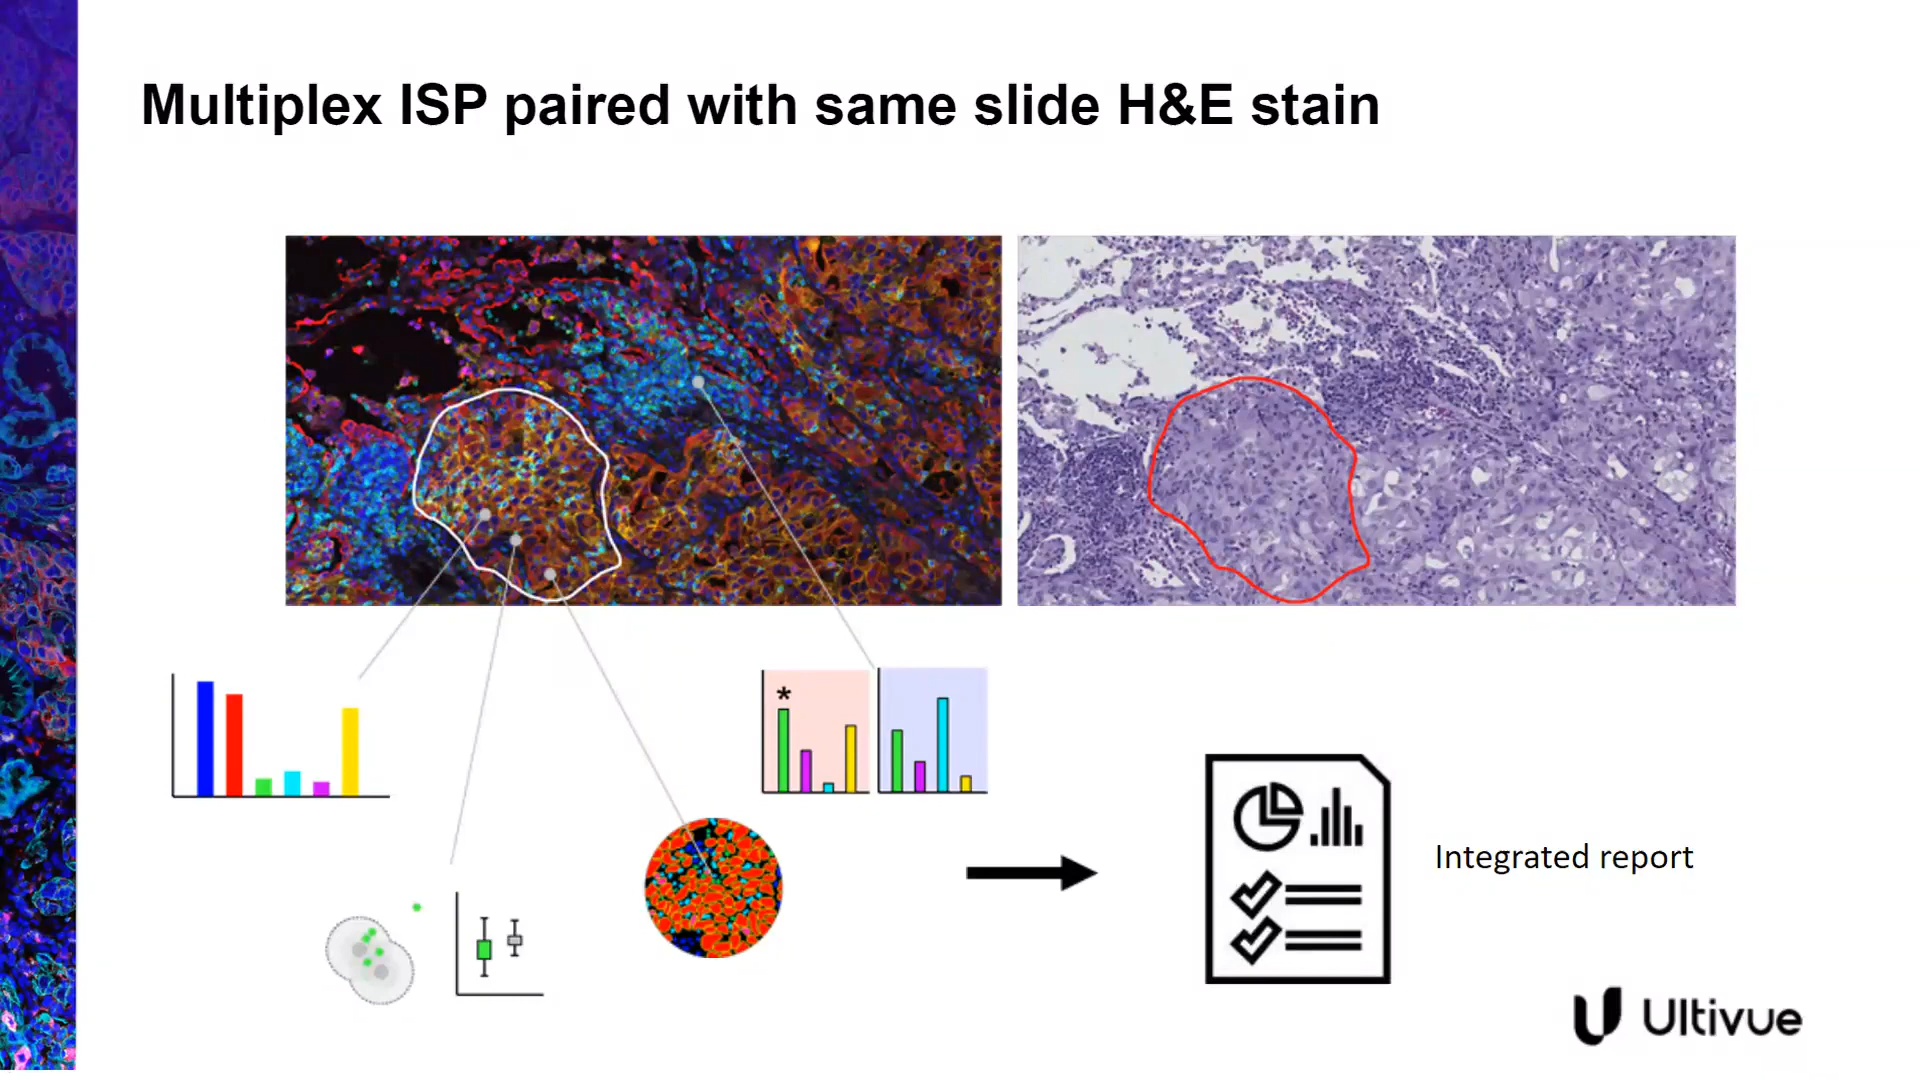 Multiplex ISP paired with same slide H&E stain
*
Integrated report
Ultivue